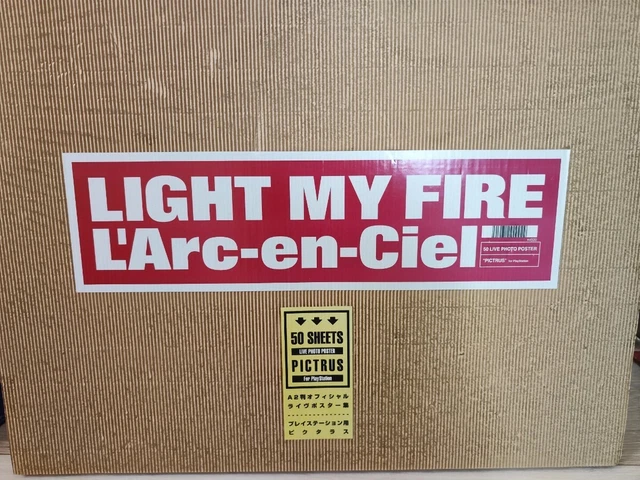 LIGHT MY FIRE
L'Arc-en-Ciel
50 LIVE PHOTO POSTER
"PICTRUS" for PlayStation
50 SHEETS
LIVE PHOTO POSTER
PICTRUS
For PlayStation
A2判オフィシャル
ライヴポスター集
プレイステーション用
ピクタラス